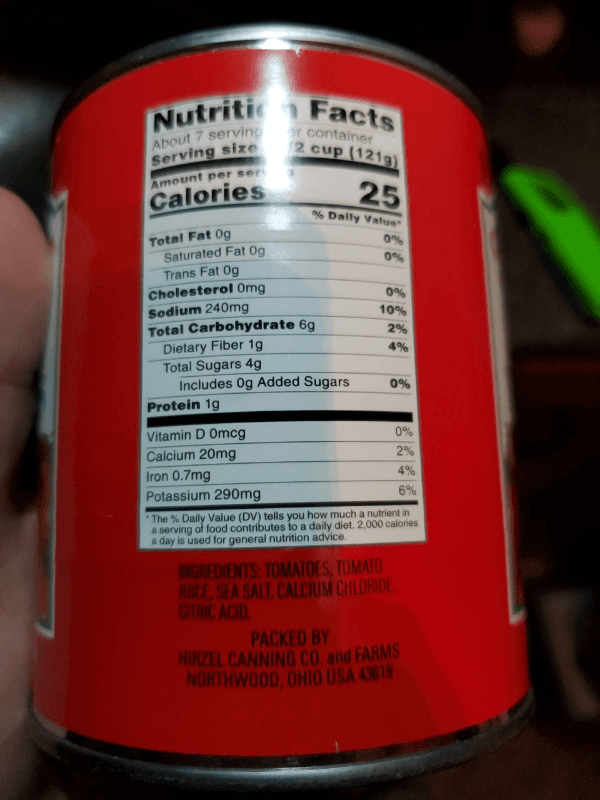 Nutrition Facts
About 7 servings per container
Serving size 1/2 cup (121g)
Amount per serving
Calories 25
% Daily Value*
Total Fat 0g 0%
Saturated Fat 0g 0%
Trans Fat 0g
Cholesterol 0mg 0%
Sodium 240mg 10%
Total Carbohydrate 6g 2%
Dietary Fiber 1g 4%
Total Sugars 4g
Includes 0g Added Sugars 0%
Protein 1g
Vitamin D 0mcg 0%
Calcium 20mg 2%
Iron 0.7mg 4%
Potassium 290mg 6%
* The % Daily Value (DV) tells you how much a nutrient in
a serving of food contributes to a daily diet. 2,000 calories
a day is used for general nutrition advice.
INGREDIENTS: TOMATOES, TOMATO
JUICE, SEA SALT, CALCIUM CHLORIDE,
CITRIC ACID.
PACKED BY
HIRZEL CANNING CO. and FARMS
NORTHWOOD, OHIO USA 43619